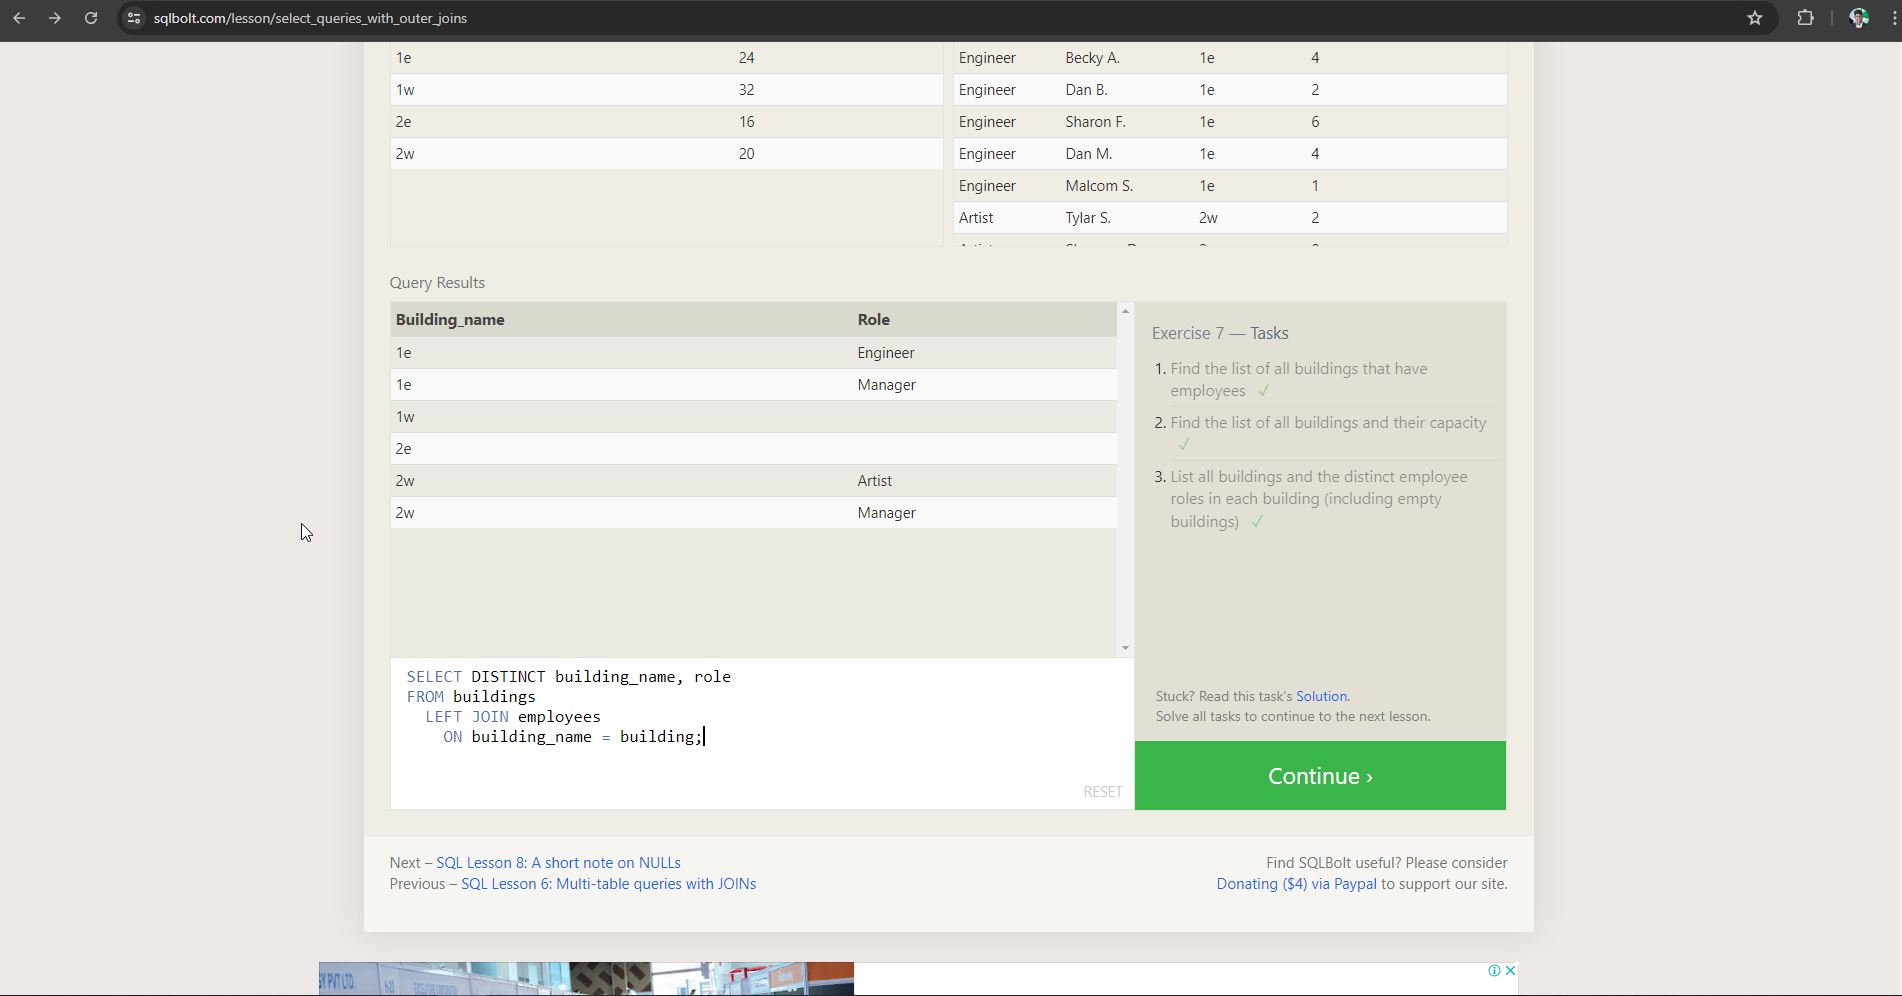 sqlbolt.com/lesson/select_queries_with_outer_joins
1e 24
1w 32
2e 16
2w 20
Engineer Becky A. 1e 4
Engineer Dan B. 1e 2
Engineer Sharon F. 1e 6
Engineer Dan M. 1e 4
Engineer Malcom S. 1e 1
Artist Tylar S. 2w 2
Query Results
Building_name Role
1e Engineer
1e Manager
1w
2e
2w Artist
2w Manager
Exercise 7 — Tasks
1. Find the list of all buildings that have
employees ✓
2. Find the list of all buildings and their capacity
✓
3. List all buildings and the distinct employee
roles in each building (including empty
buildings) ✓
SELECT DISTINCT building_name, role
FROM buildings
LEFT JOIN employees
ON building_name = building;
RESET
Stuck? Read this task's Solution.
Solve all tasks to continue to the next lesson.
Continue ›
Next – SQL Lesson 8: A short note on NULLs
Previous – SQL Lesson 6: Multi-table queries with JOINs
Find SQLBolt useful? Please consider
Donating ($4) via Paypal to support our site.